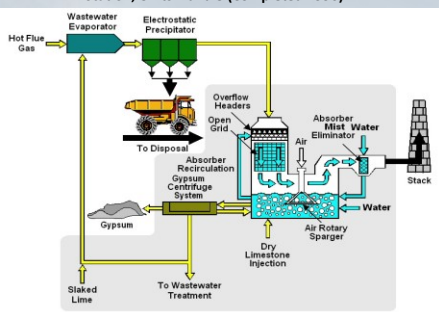 Wastewater
Evaporator
Electrostatic
Precipitator
Hot Flue
Gas
To Disposal
Overflow
Headers
Open
Grid
Air
Absorber
Mist
Eliminator
Water
Stack
Absorber
Recirculation
Gypsum
Centrifuge
System
Gypsum
Water
Air Rotary
Sparger
Dry
Limestone
Injection
Slaked
Lime
To Wastewater
Treatment